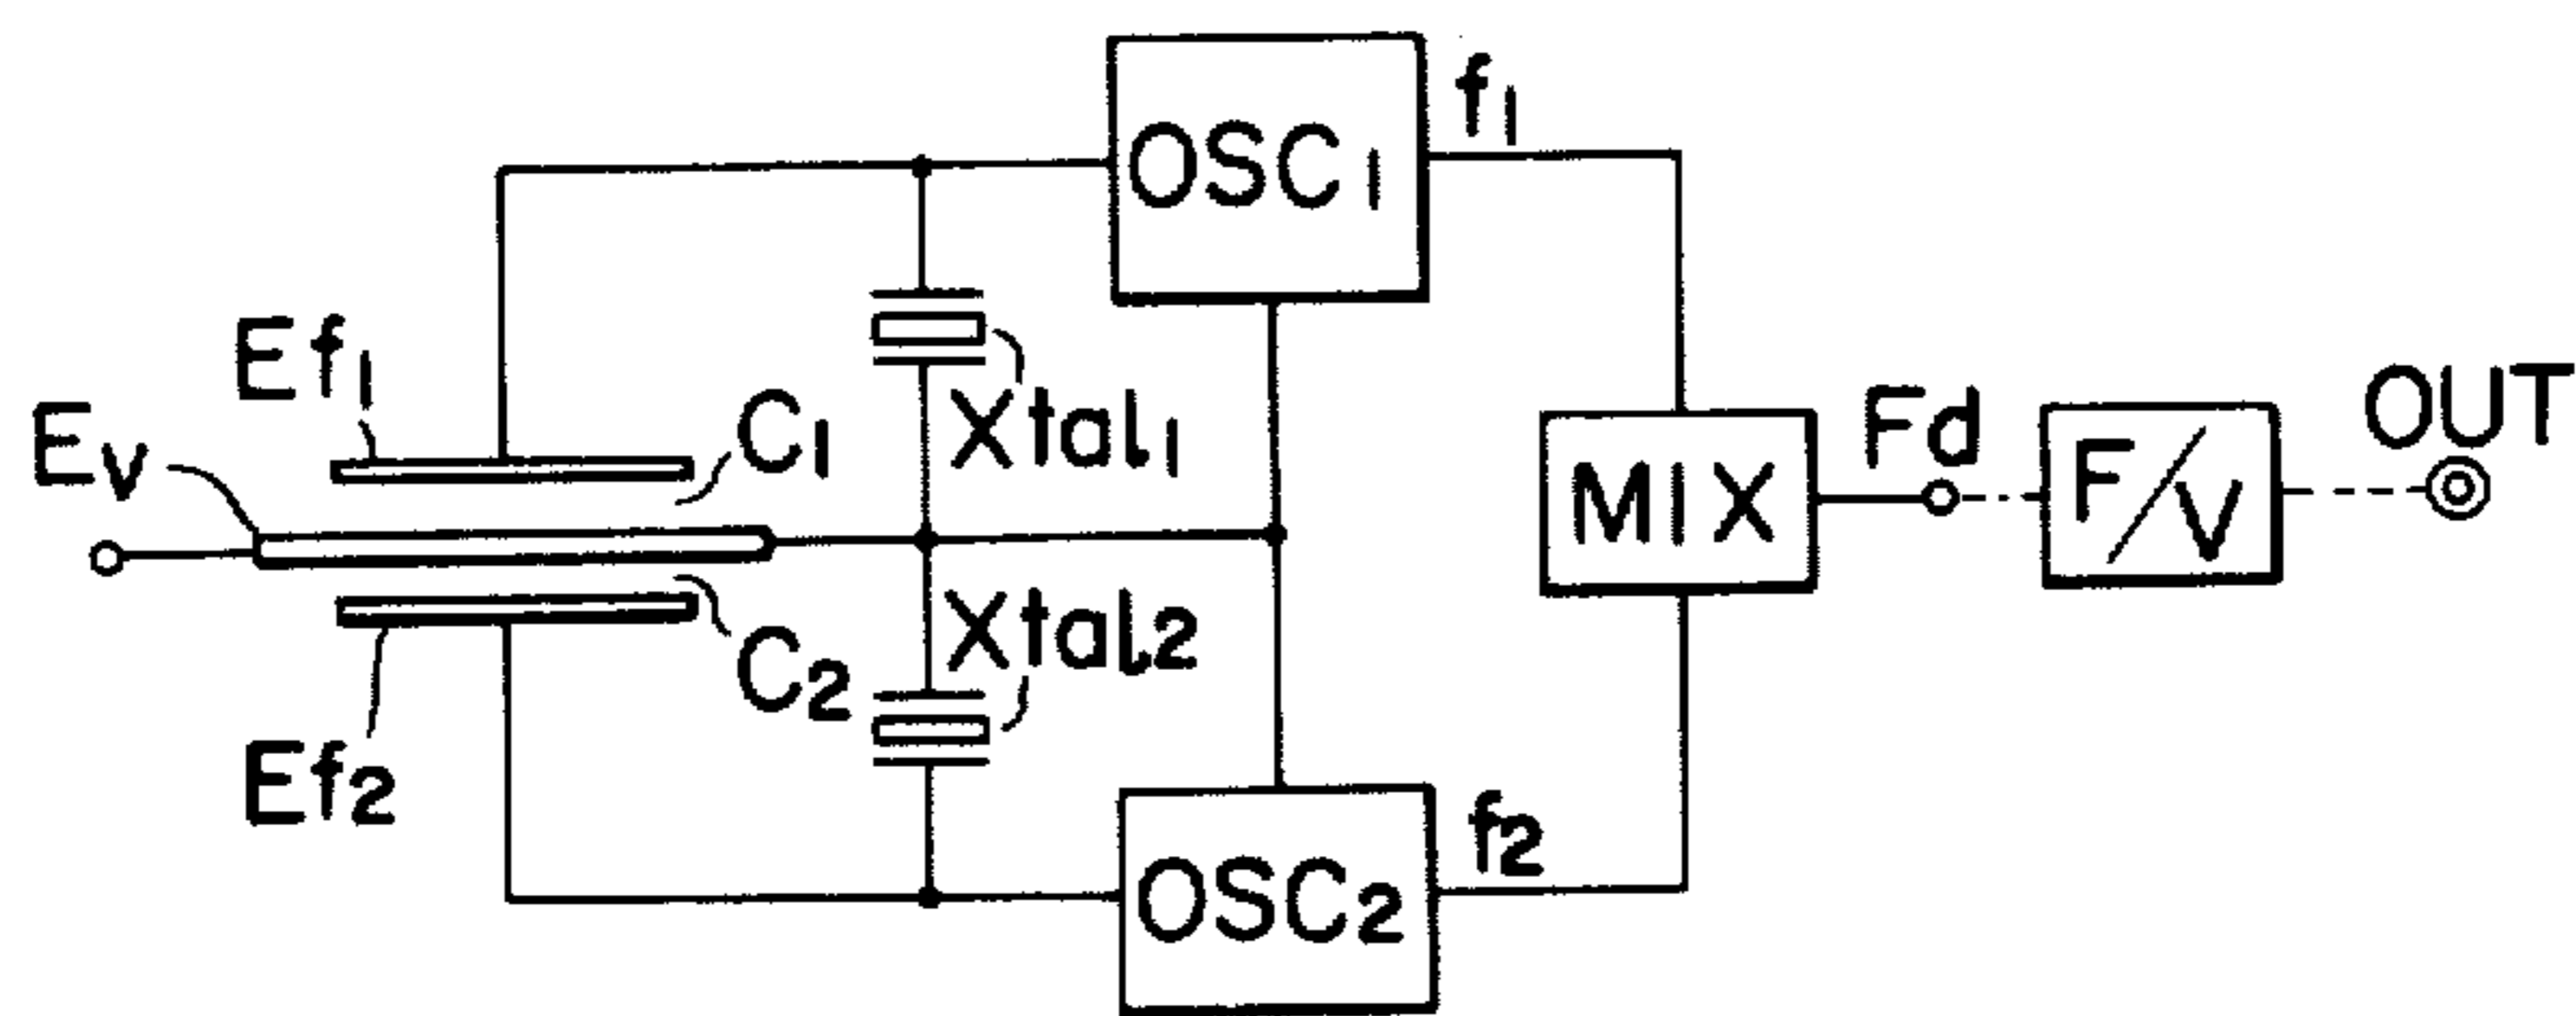 OSC1
f1
Ef1
Ev
C1
Xtal1
MIX
Fd
F/V
OUT
C2
Xtal2
Ef2
OSC2
f2